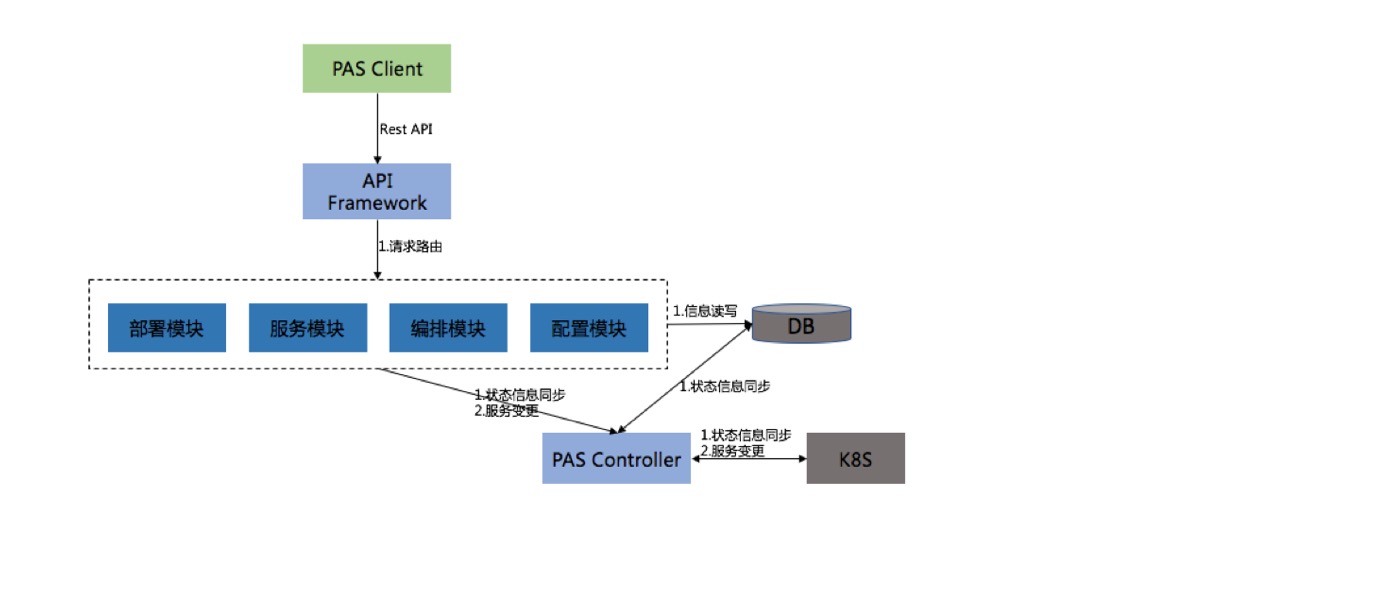 PAS Client
Rest API
API
Framework
1.请求路由
部署模块
服务模块
编排模块
配置模块
1.信息读写
DB
1.状态信息同步
2.服务变更
1.状态信息同步
PAS Controller
1.状态信息同步
2.服务变更
K8S